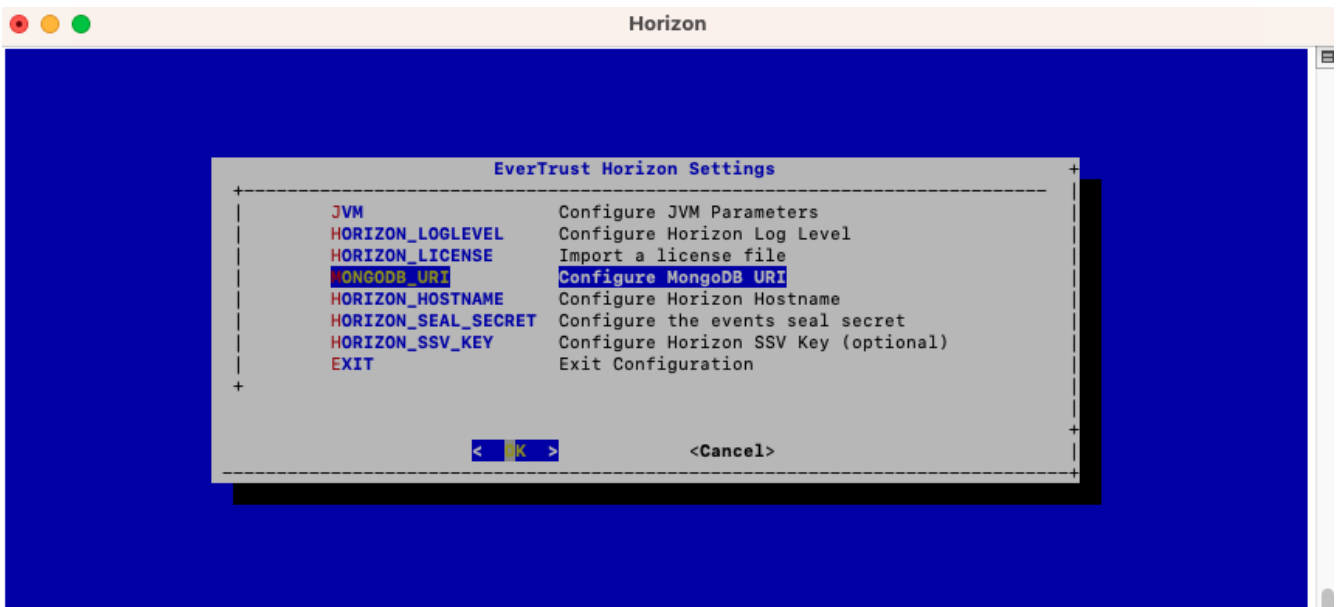 Horizon
EverTrust Horizon Settings
JVM Configure JVM Parameters
HORIZON_LOGLEVEL Configure Horizon Log Level
HORIZON_LICENSE Import a license file
MONGODB_URI Configure MongoDB URI
HORIZON_HOSTNAME Configure Horizon Hostname
HORIZON_SEAL_SECRET Configure the events seal secret
HORIZON_SSV_KEY Configure Horizon SSV Key (optional)
EXIT Exit Configuration
< OK > <Cancel>